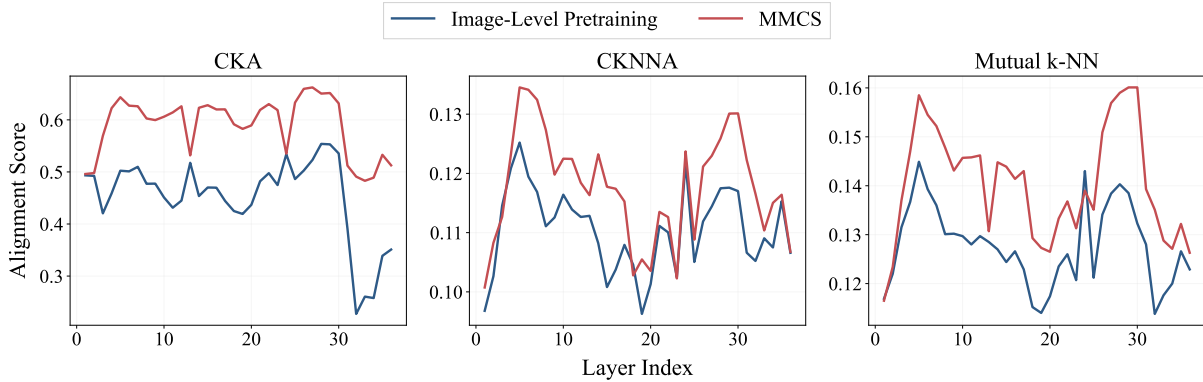 Image-Level Pretraining MMCS
CKA
CKNNA
Mutual k-NN
Alignment Score
0.6
0.5
0.4
0.3
0 10 20 30
0.13
0.12
0.11
0.10
0 10 20 30
0.16
0.15
0.14
0.13
0.12
0 10 20 30
Layer Index